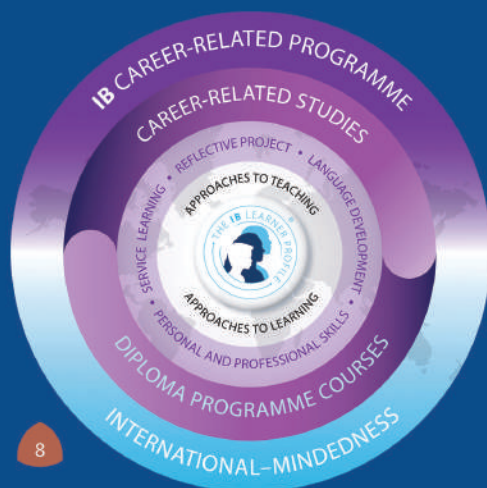 IB CAREER-RELATED PROGRAMME
CAREER-RELATED STUDIES
SERVICE LEARNING • REFLECTIVE PROJECT • LANGUAGE DEVELOPMENT
• PERSONAL AND PROFESSIONAL SKILLS •
APPROACHES TO TEACHING
THE IB LEARNER PROFILE
®
APPROACHES TO LEARNING
DIPLOMA PROGRAMME COURSES
INTERNATIONAL–MINDEDNESS
8